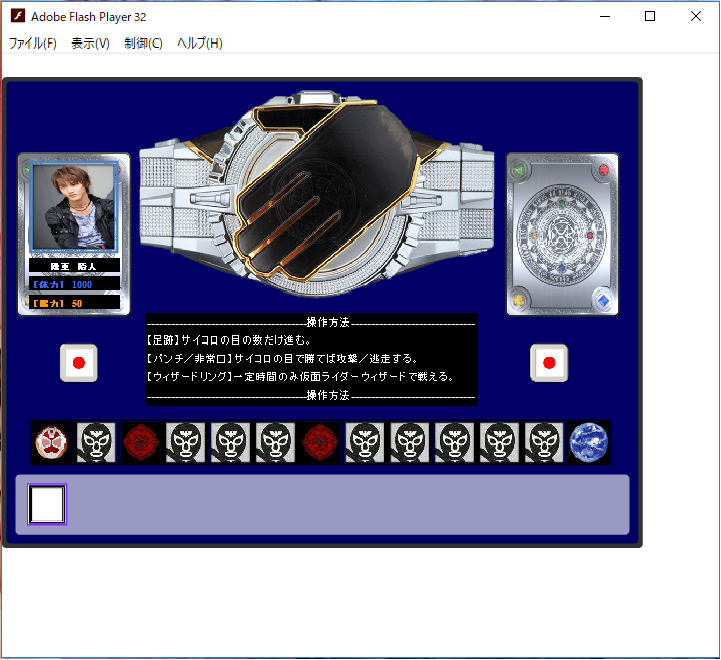 Adobe Flash Player 32
ファイル(F) 表示(V) 制御(C) ヘルプ(H)
【体力】 1000
【魔力】 50
操作方法
【足跡】サイコロの目の数だけ進む。
【パンチ／非常口】サイコロの目で勝てば攻撃／逃走する。
【ウィザードリング】一定時間のみ仮面ライダーウィザードで戦える。
操作方法